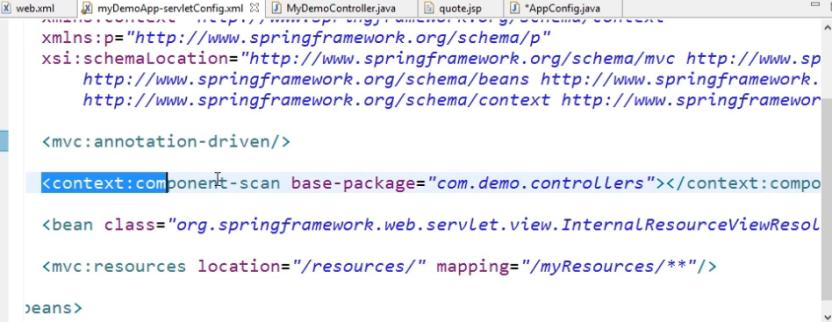 web.xml myDemoApp-servletConfig.xml MyDemoController.java quote.jsp *AppConfig.java
xmlns:context="http://www.springframework.org/schema/context"
xmlns:p="http://www.springframework.org/schema/p"
xsi:schemaLocation="http://www.springframework.org/schema/mvc http://www.sp
http://www.springframework.org/schema/beans http://www.springfram
http://www.springframework.org/schema/context http://www.springframewor
<mvc:annotation-driven/>
<context:component-scan base-package="com.demo.controllers"></context:compo
<bean class="org.springframework.web.servlet.view.InternalResourceViewResol
<mvc:resources location="/resources/" mapping="/myResources/**"/>
beans>